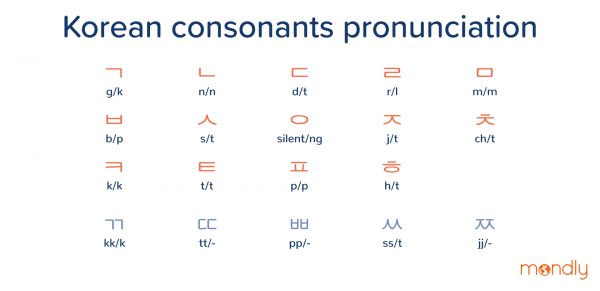 Korean consonants pronunciation
ㄱ ㄴ ㄷ ㄹ ㅁ
g/k n/n d/t r/l m/m
ㅂ ㅅ ㅇ ㅈ ㅊ
b/p s/t silent/ng j/t ch/t
ㅋ ㅌ ㅍ ㅎ
k/k t/t p/p h/t
ㄲ ㄸ ㅃ ㅆ ㅉ
kk/k tt/- pp/- ss/t jj/-
mondly